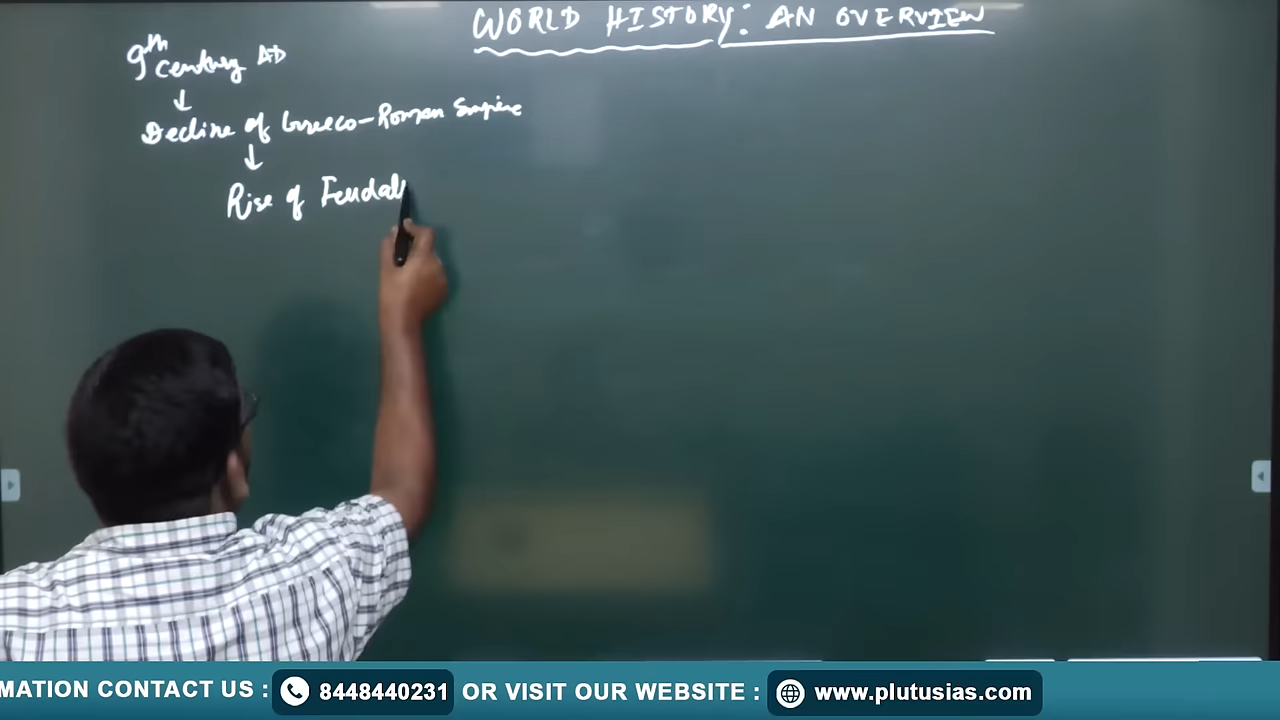 WORLD HISTORY: AN OVERVIEW
9th Century AD
↓
Decline of Greeco-Roman Empire
↓
Rise of Feudal
MATION CONTACT US : 8448440231 OR VISIT OUR WEBSITE : www.plutusias.com